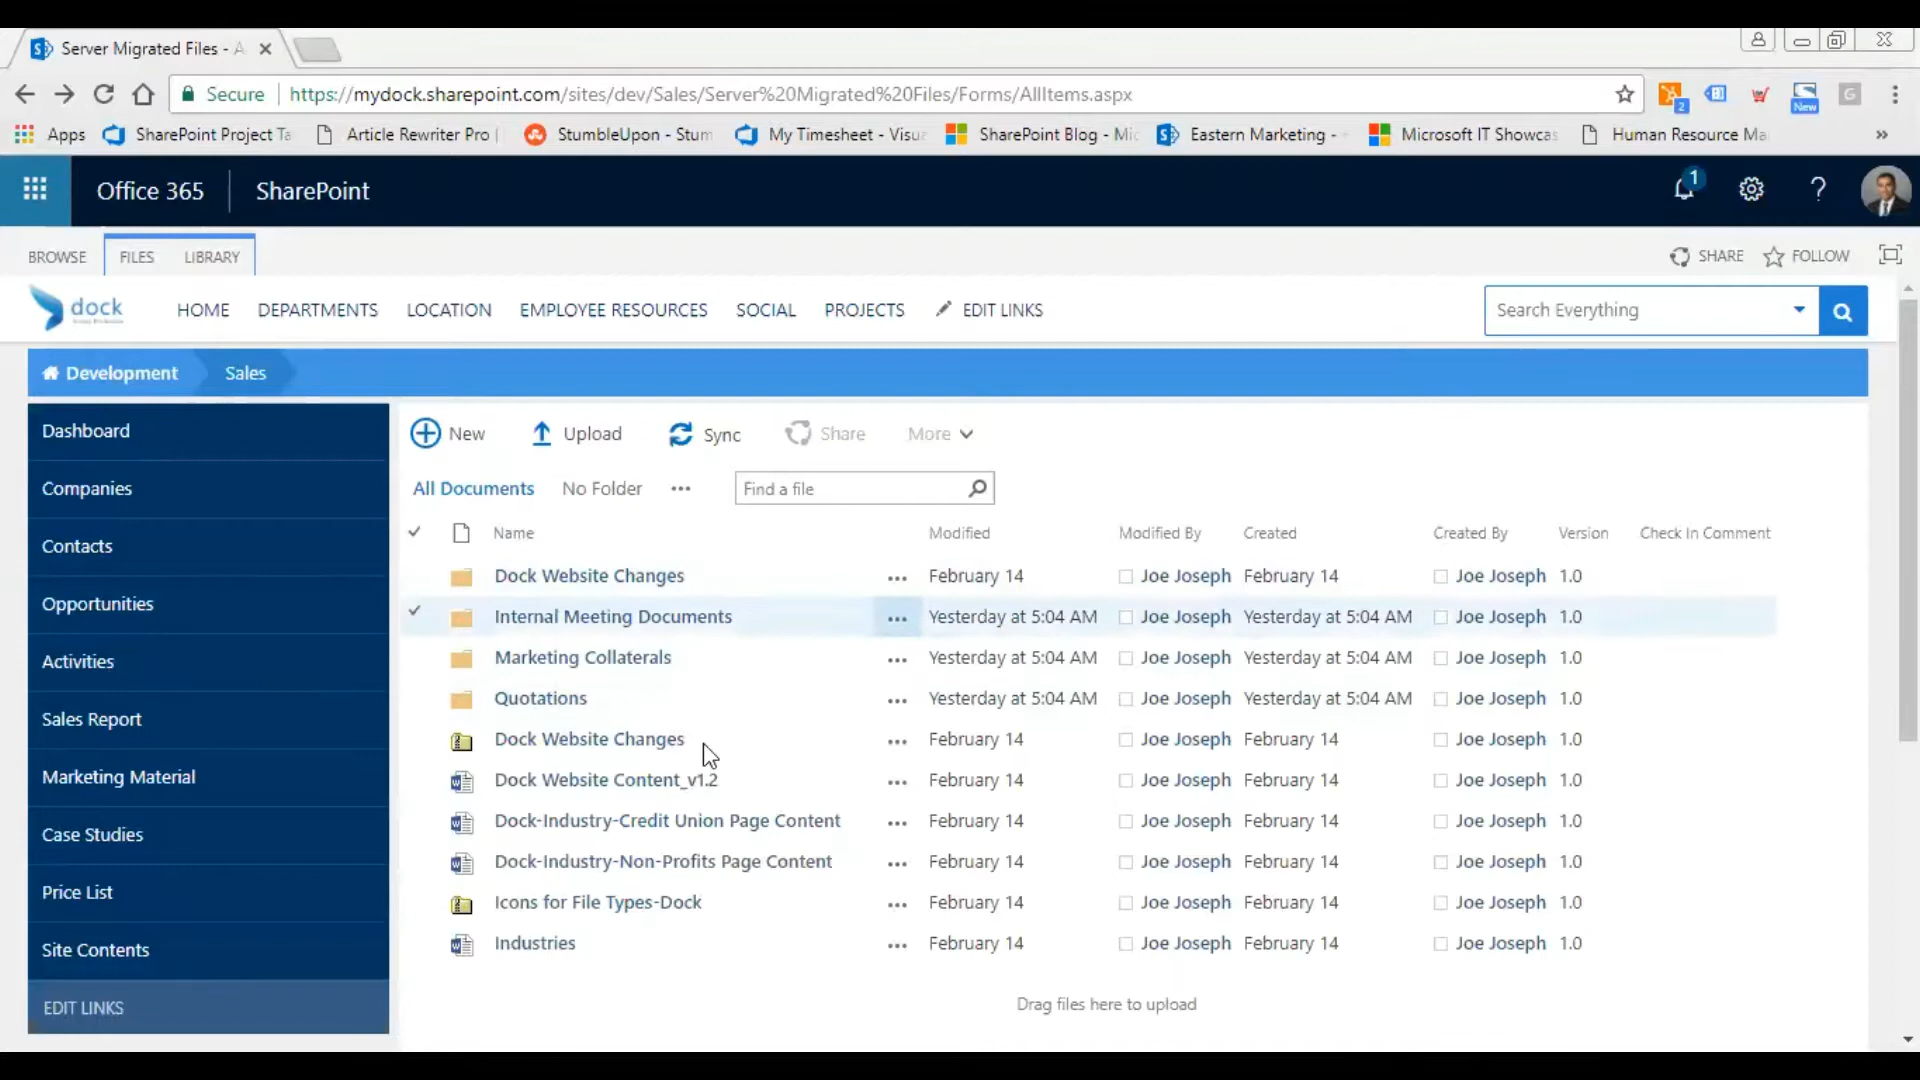 Server Migrated Files - A
Secure https://mydock.sharepoint.com/sites/dev/Sales/Server%20Migrated%20Files/Forms/AllItems.aspx
2 New G
Apps SharePoint Project Ta Article Rewriter Pro StumbleUpon - Stum My Timesheet - Visua SharePoint Blog - Mic Eastern Marketing - Microsoft IT Showcas Human Resource Ma »
Office 365 SharePoint 1 ?
BROWSE FILES LIBRARY SHARE FOLLOW
dock HOME DEPARTMENTS LOCATION EMPLOYEE RESOURCES SOCIAL PROJECTS EDIT LINKS Search Everything
Development Sales
Dashboard
Companies
Contacts
Opportunities
Activities
Sales Report
Marketing Material
Case Studies
Price List
Site Contents
EDIT LINKS
New Upload Sync Share More
All Documents No Folder ••• Find a file
Name Modified Modified By Created Created By Version Check In Comment
Dock Website Changes ••• February 14 Joe Joseph February 14 Joe Joseph 1.0
Internal Meeting Documents ••• Yesterday at 5:04 AM Joe Joseph Yesterday at 5:04 AM Joe Joseph 1.0
Marketing Collaterals ••• Yesterday at 5:04 AM Joe Joseph Yesterday at 5:04 AM Joe Joseph 1.0
Quotations ••• Yesterday at 5:04 AM Joe Joseph Yesterday at 5:04 AM Joe Joseph 1.0
Dock Website Changes ••• February 14 Joe Joseph February 14 Joe Joseph 1.0
Dock Website Content_v1.2 ••• February 14 Joe Joseph February 14 Joe Joseph 1.0
Dock-Industry-Credit Union Page Content ••• February 14 Joe Joseph February 14 Joe Joseph 1.0
Dock-Industry-Non-Profits Page Content ••• February 14 Joe Joseph February 14 Joe Joseph 1.0
Icons for File Types-Dock ••• February 14 Joe Joseph February 14 Joe Joseph 1.0
Industries ••• February 14 Joe Joseph February 14 Joe Joseph 1.0
Drag files here to upload